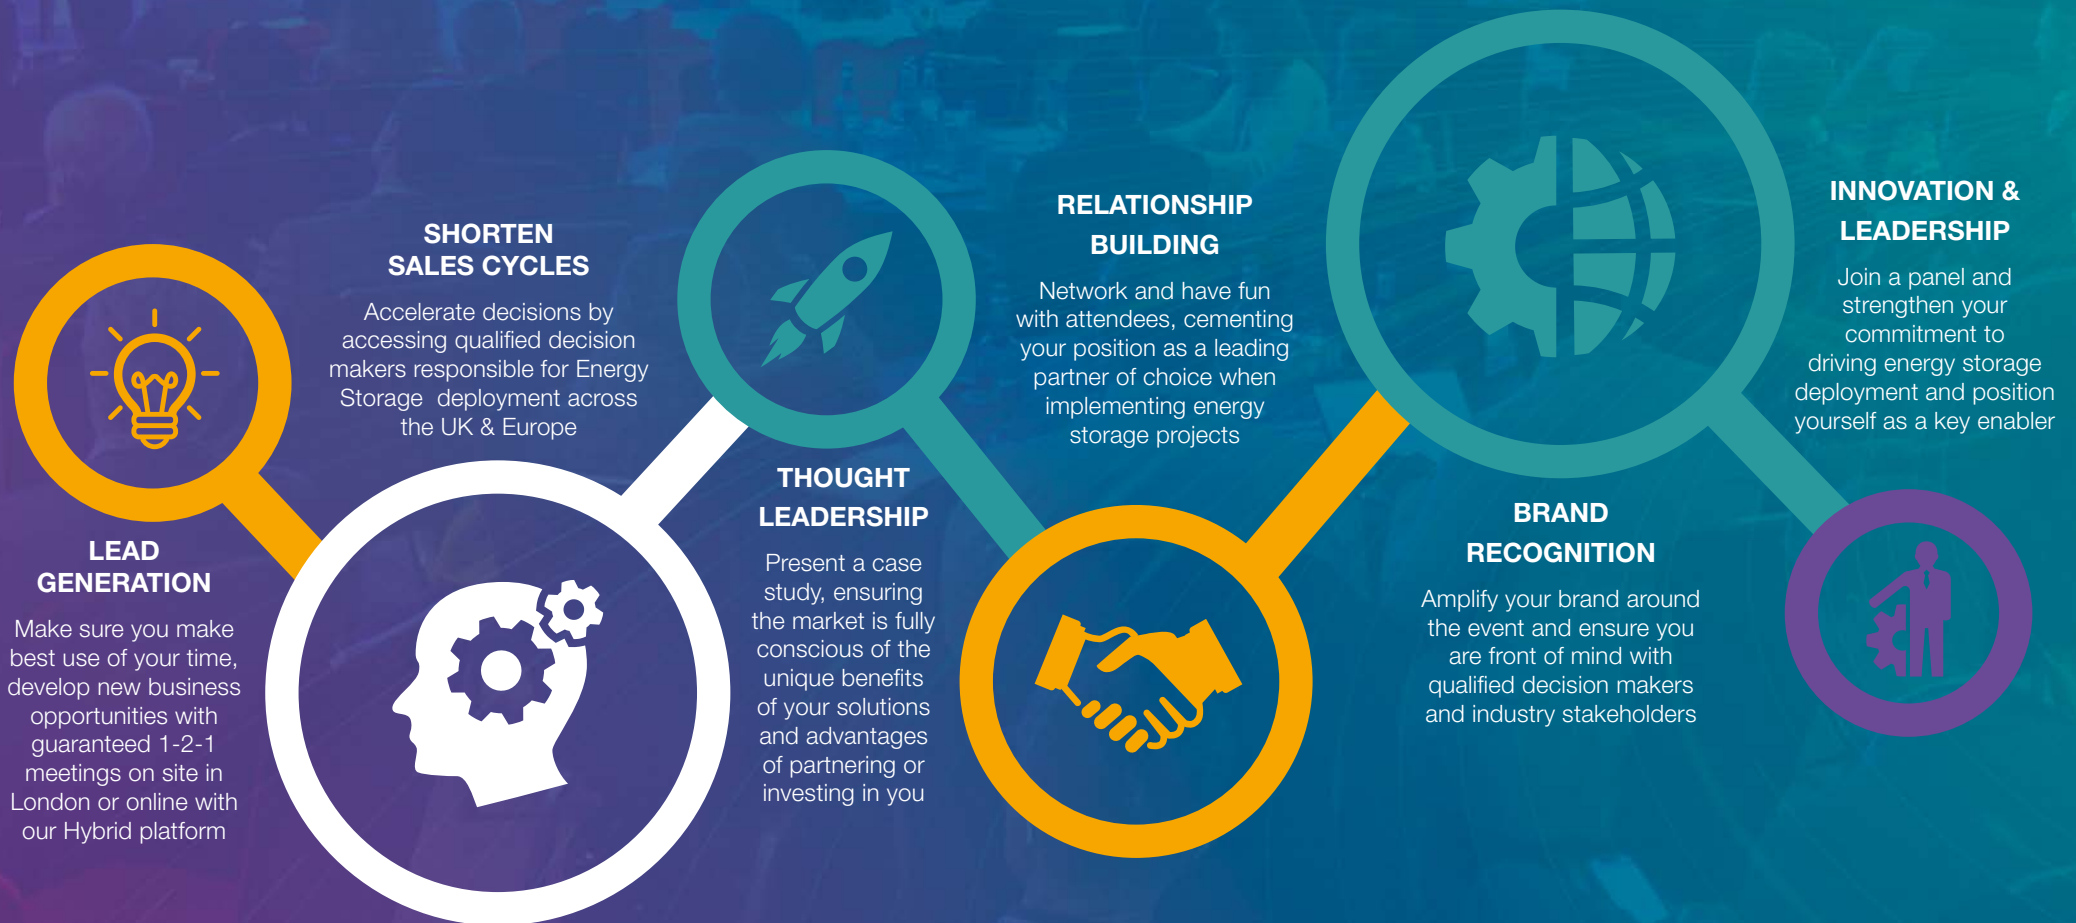 LEAD
GENERATION
Make sure you make
best use of your time,
develop new business
opportunities with
guaranteed 1-2-1
meetings on site in
London or online with
our Hybrid platform
SHORTEN
SALES CYCLES
Accelerate decisions by
accessing qualified decision
makers responsible for Energy
Storage deployment across
the UK & Europe
THOUGHT
LEADERSHIP
Present a case
study, ensuring
the market is fully
conscious of the
unique benefits
of your solutions
and advantages
of partnering or
investing in you
RELATIONSHIP
BUILDING
Network and have fun
with attendees, cementing
your position as a leading
partner of choice when
implementing energy
storage projects
BRAND
RECOGNITION
Amplify your brand around
the event and ensure you
are front of mind with
qualified decision makers
and industry stakeholders
INNOVATION &
LEADERSHIP
Join a panel and
strengthen your
commitment to
driving energy storage
deployment and position
yourself as a key enabler